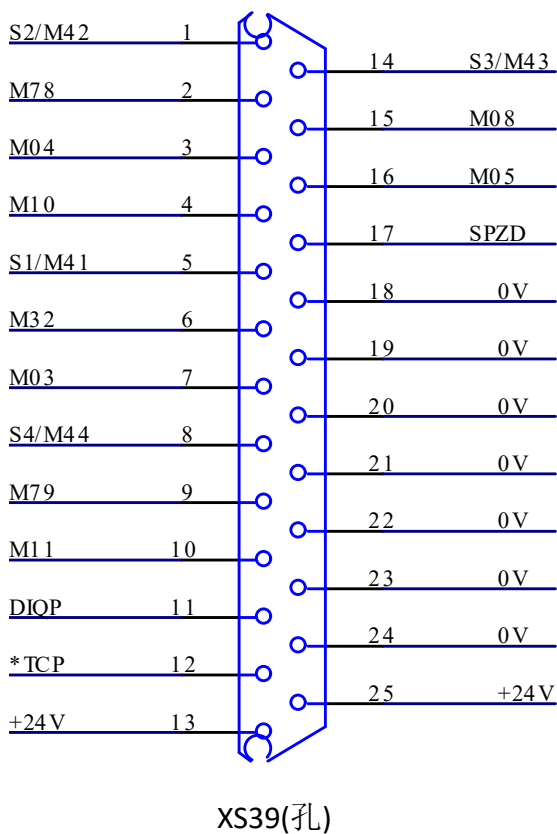 S2/M42 1
14 S3/M43
M78 2
15 M08
M04 3
16 M05
M10 4
17 SPZD
S1/M41 5
18 0V
M32 6
19 0V
M03 7
20 0V
S4/M44 8
21 0V
M79 9
22 0V
M11 10
23 0V
DIQP 11
24 0V
*TCP 12
25 +24V
+24V 13
XS39(孔)